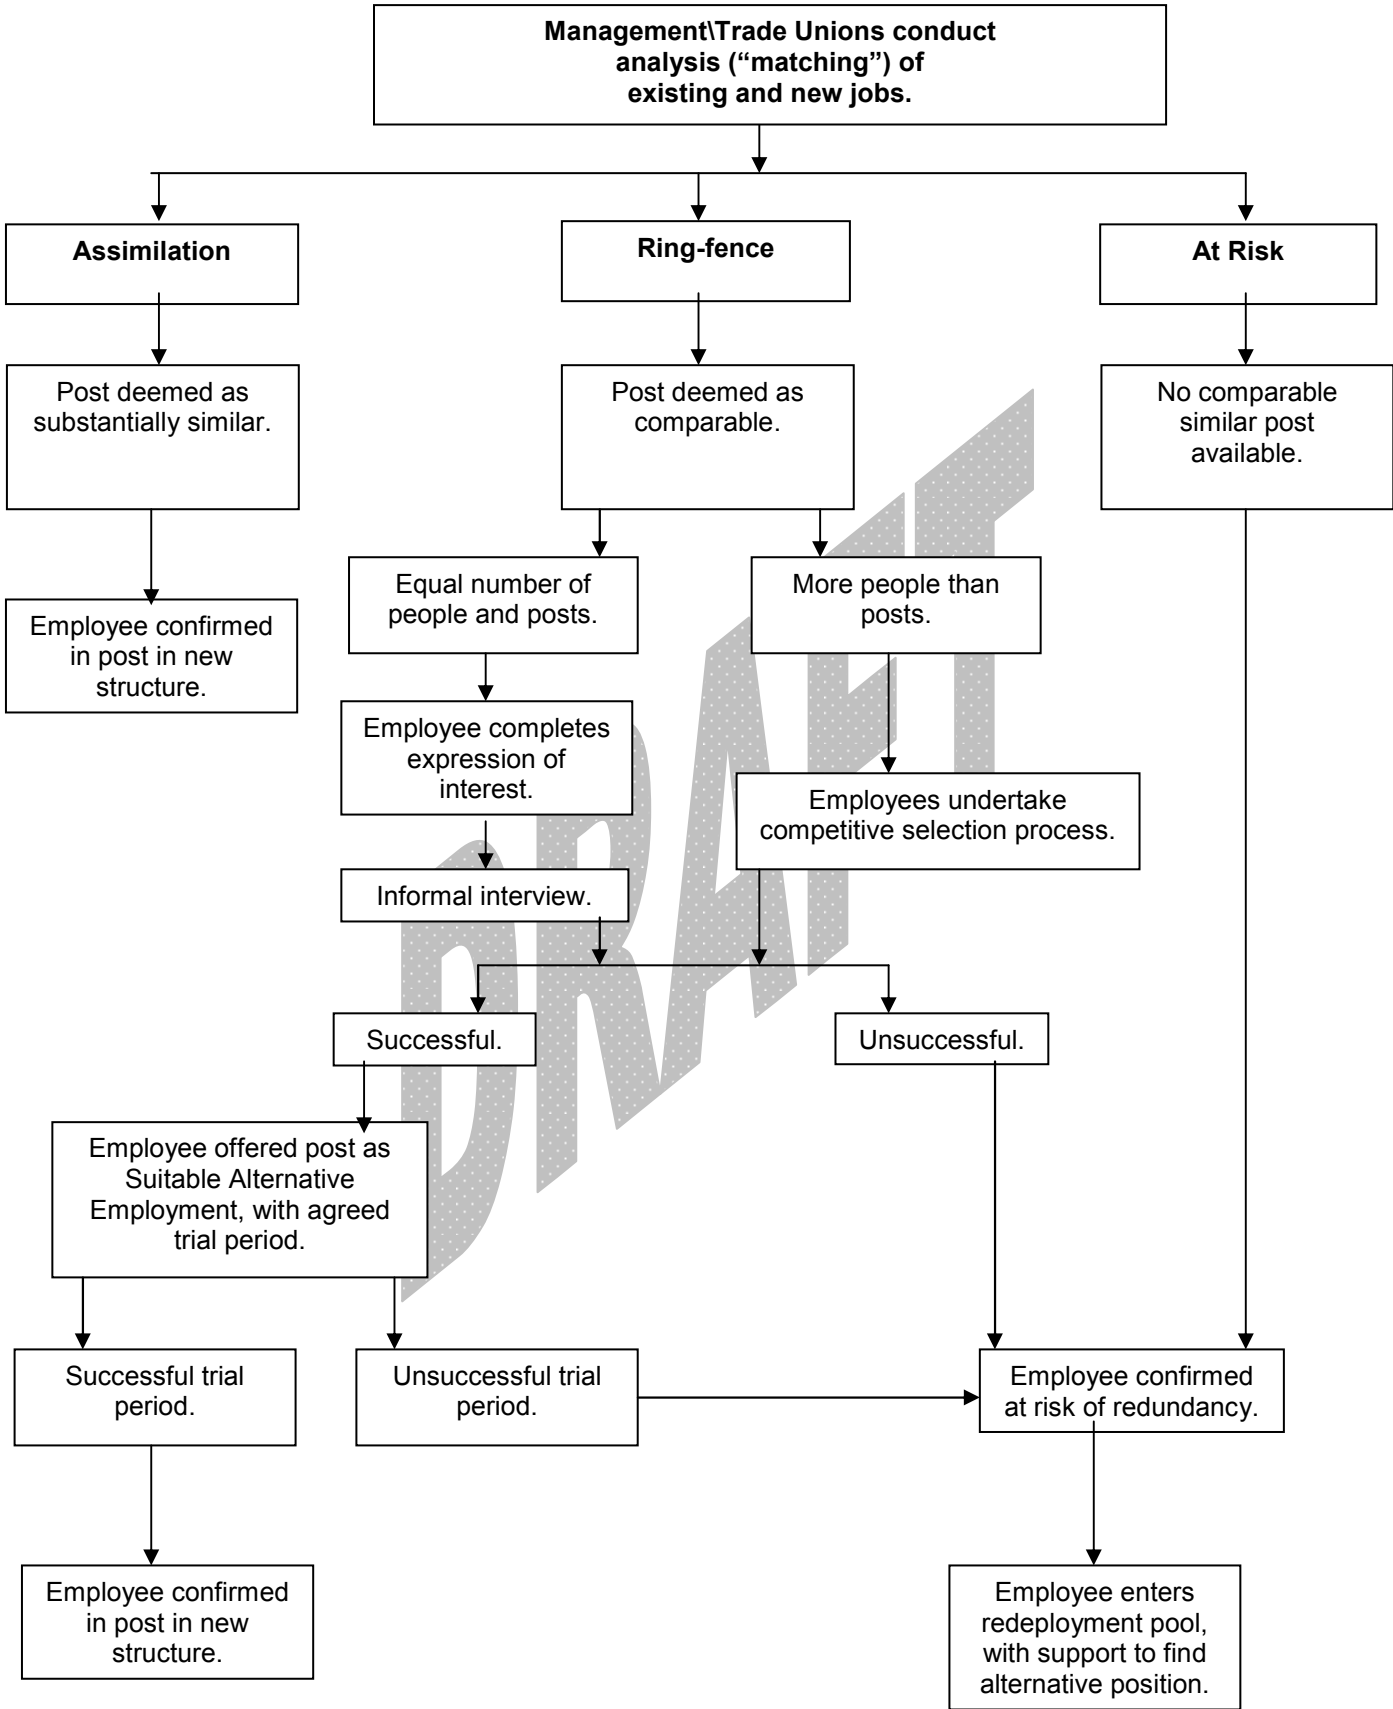 Management\Trade Unions conduct
analysis (“matching”) of
existing and new jobs.
Assimilation
Ring-fence
At Risk
Post deemed as
substantially similar.
Post deemed as
comparable.
No comparable
similar post
available.
Equal number of
people and posts.
More people than
posts.
Employee confirmed
in post in new
structure.
Employee completes
expression of
interest.
Employees undertake
competitive selection process.
Informal interview.
Successful.
Unsuccessful.
Employee offered post as
Suitable Alternative
Employment, with agreed
trial period.
Successful trial
period.
Unsuccessful trial
period.
Employee confirmed
at risk of redundancy.
Employee confirmed
in post in new
structure.
Employee enters
redeployment pool,
with support to find
alternative position.
DRAFT